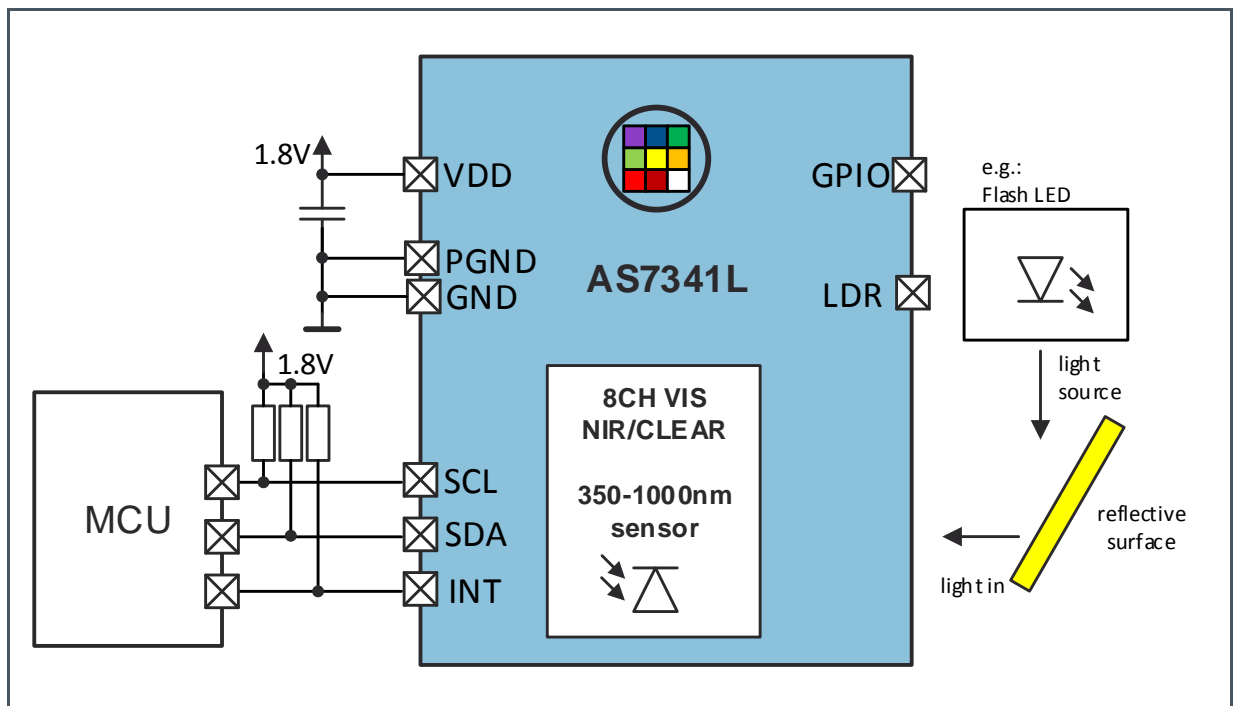 1.8V
VDD
PGND
GND
1.8V
MCU
SCL
SDA
INT
AS7341L
8CH VIS
NIR/CLEAR
350-1000nm
sensor
GPIO
LDR
e.g.:
Flash LED
light
source
reflective
surface
light in